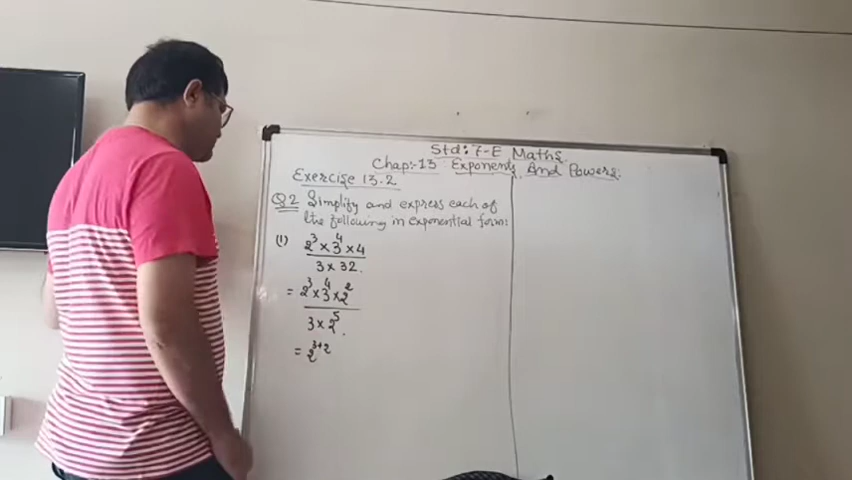 Std:7-E Maths
Chap:-13 Exponents And Powers.
Exercise 13.2
Q2 Simplify and express each of
the following in exponential form:
(1) 2³×3⁴×4
3×32.
= 2³×3⁴×2²
3×2⁵.
= 2³⁺²